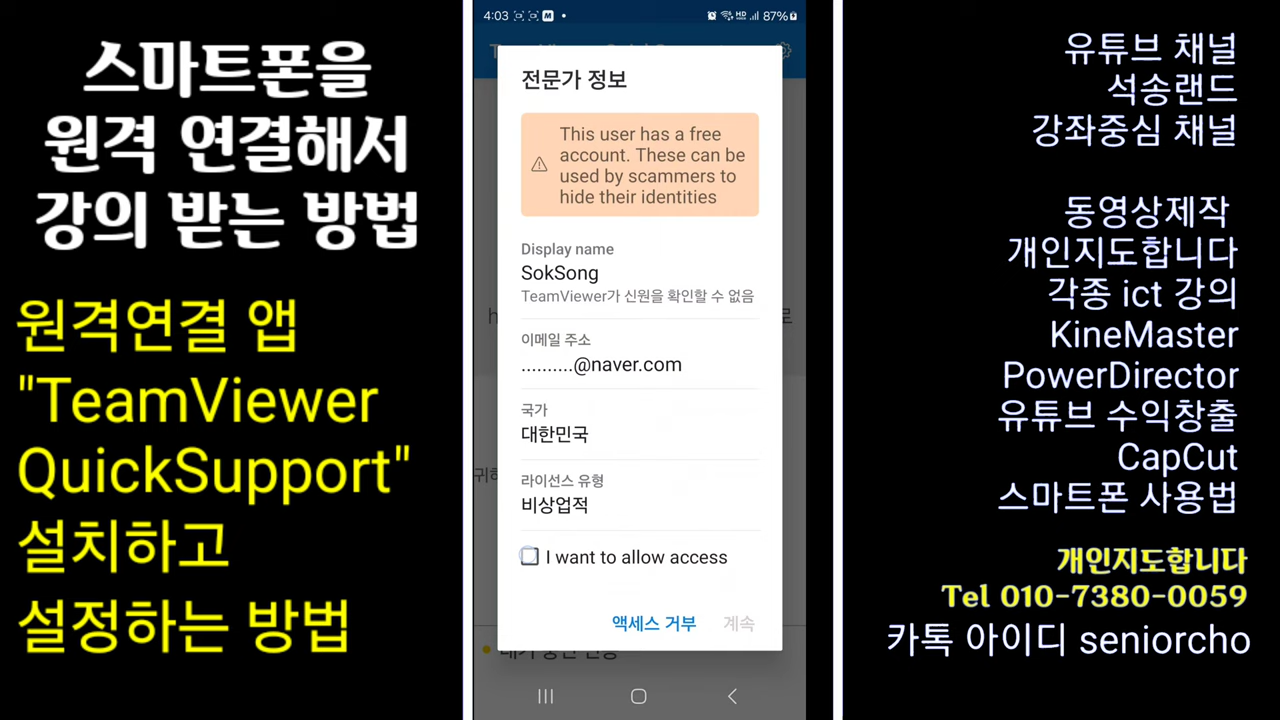 스마트폰을
원격 연결해서
강의 받는 방법
원격연결 앱
"TeamViewer
QuickSupport"
설치하고
설정하는 방법
4:03
87%
전문가 정보
This user has a free
account. These can be
used by scammers to
hide their identities
Display name
SokSong
TeamViewer가 신원을 확인할 수 없음
이메일 주소
..........@naver.com
국가
대한민국
라이선스 유형
비상업적
I want to allow access
액세스 거부 계속
유튜브 채널
석송랜드
강좌중심 채널
동영상제작
개인지도합니다
각종 ict 강의
KineMaster
PowerDirector
유튜브 수익창출
CapCut
스마트폰 사용법
개인지도합니다
Tel 010-7380-0059
카톡 아이디 seniorcho